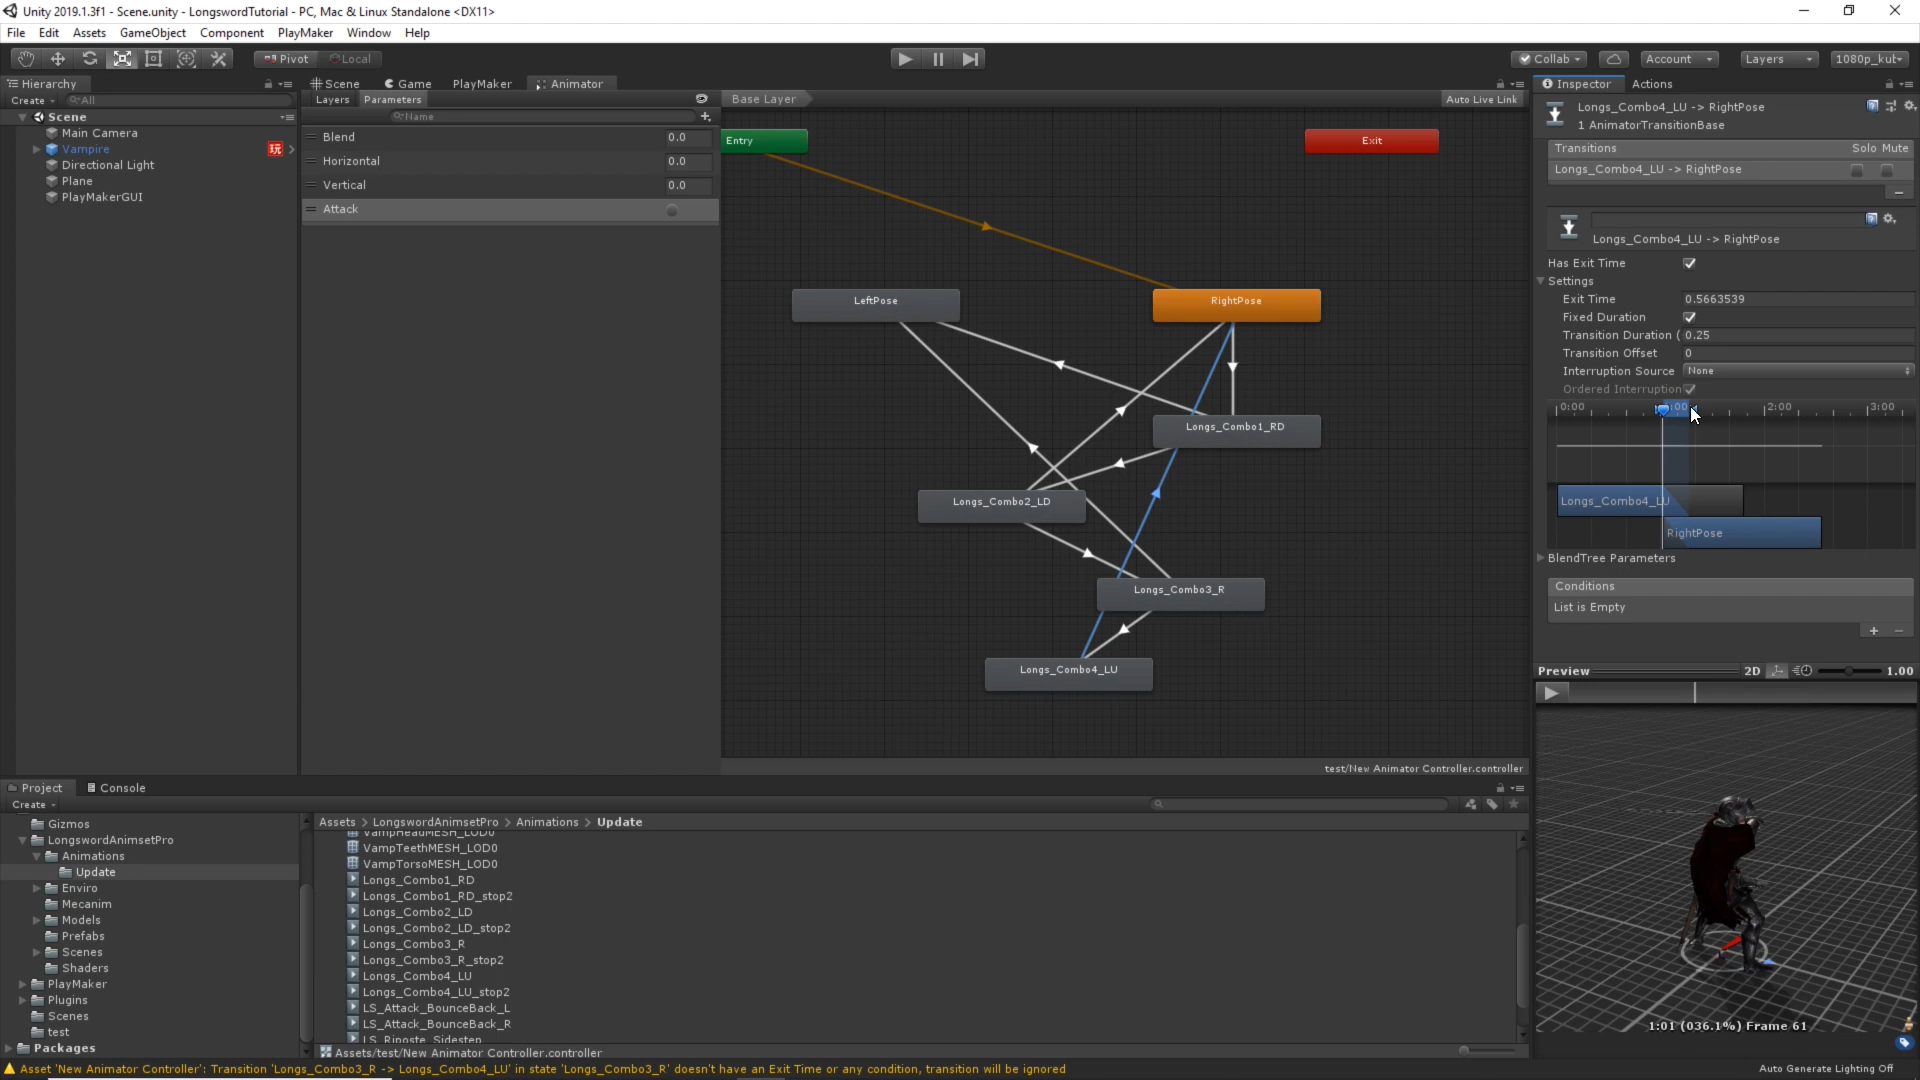 Unity 2019.1.3f1 - Scene.unity - LongswordTutorial - PC, Mac & Linux Standalone <DX11>
File Edit Assets GameObject Component PlayMaker Window Help
Pivot Local
Collab Account Layers 1080p_kut
Hierarchy
Create All
Scene
Main Camera
Vampire 玩
Directional Light
Plane
PlayMakerGUI
Scene Game PlayMaker Animator
Layers Parameters
Name
Blend 0.0
Horizontal 0.0
Vertical 0.0
Attack
Base Layer
Auto Live Link
Entry
Exit
LeftPose
RightPose
Longs_Combo1_RD
Longs_Combo2_LD
Longs_Combo3_R
Longs_Combo4_LU
test/New Animator Controller.controller
Inspector Actions
Longs_Combo4_LU -> RightPose
1 AnimatorTransitionBase
Transitions Solo Mute
Longs_Combo4_LU -> RightPose
Longs_Combo4_LU -> RightPose
Has Exit Time
Settings
Exit Time 0.5663539
Fixed Duration
Transition Duration ( 0.25
Transition Offset 0
Interruption Source None
Ordered Interruption
0:00 :00 2:00 3:00
Longs_Combo4_LU
RightPose
BlendTree Parameters
Conditions
List is Empty
Preview 2D 1.00
1:01 (036.1%) Frame 61
Project Console
Create
Gizmos
LongswordAnimsetPro
Animations
Update
Enviro
Mecanim
Models
Prefabs
Scenes
Shaders
PlayMaker
Plugins
Scenes
test
Packages
Assets > LongswordAnimsetPro > Animations > Update
VampHeadMESH_LOD0
VampTeethMESH_LOD0
VampTorsoMESH_LOD0
Longs_Combo1_RD
Longs_Combo1_RD_stop2
Longs_Combo2_LD
Longs_Combo2_LD_stop2
Longs_Combo3_R
Longs_Combo3_R_stop2
Longs_Combo4_LU
Longs_Combo4_LU_stop2
LS_Attack_BounceBack_L
LS_Attack_BounceBack_R
LS_Riposte_Sidestep
Assets/test/New Animator Controller.controller
Asset 'New Animator Controller': Transition 'Longs_Combo3_R -> Longs_Combo4_LU' in state 'Longs_Combo3_R' doesn't have an Exit Time or any condition, transition will be ignored
Auto Generate Lighting Off